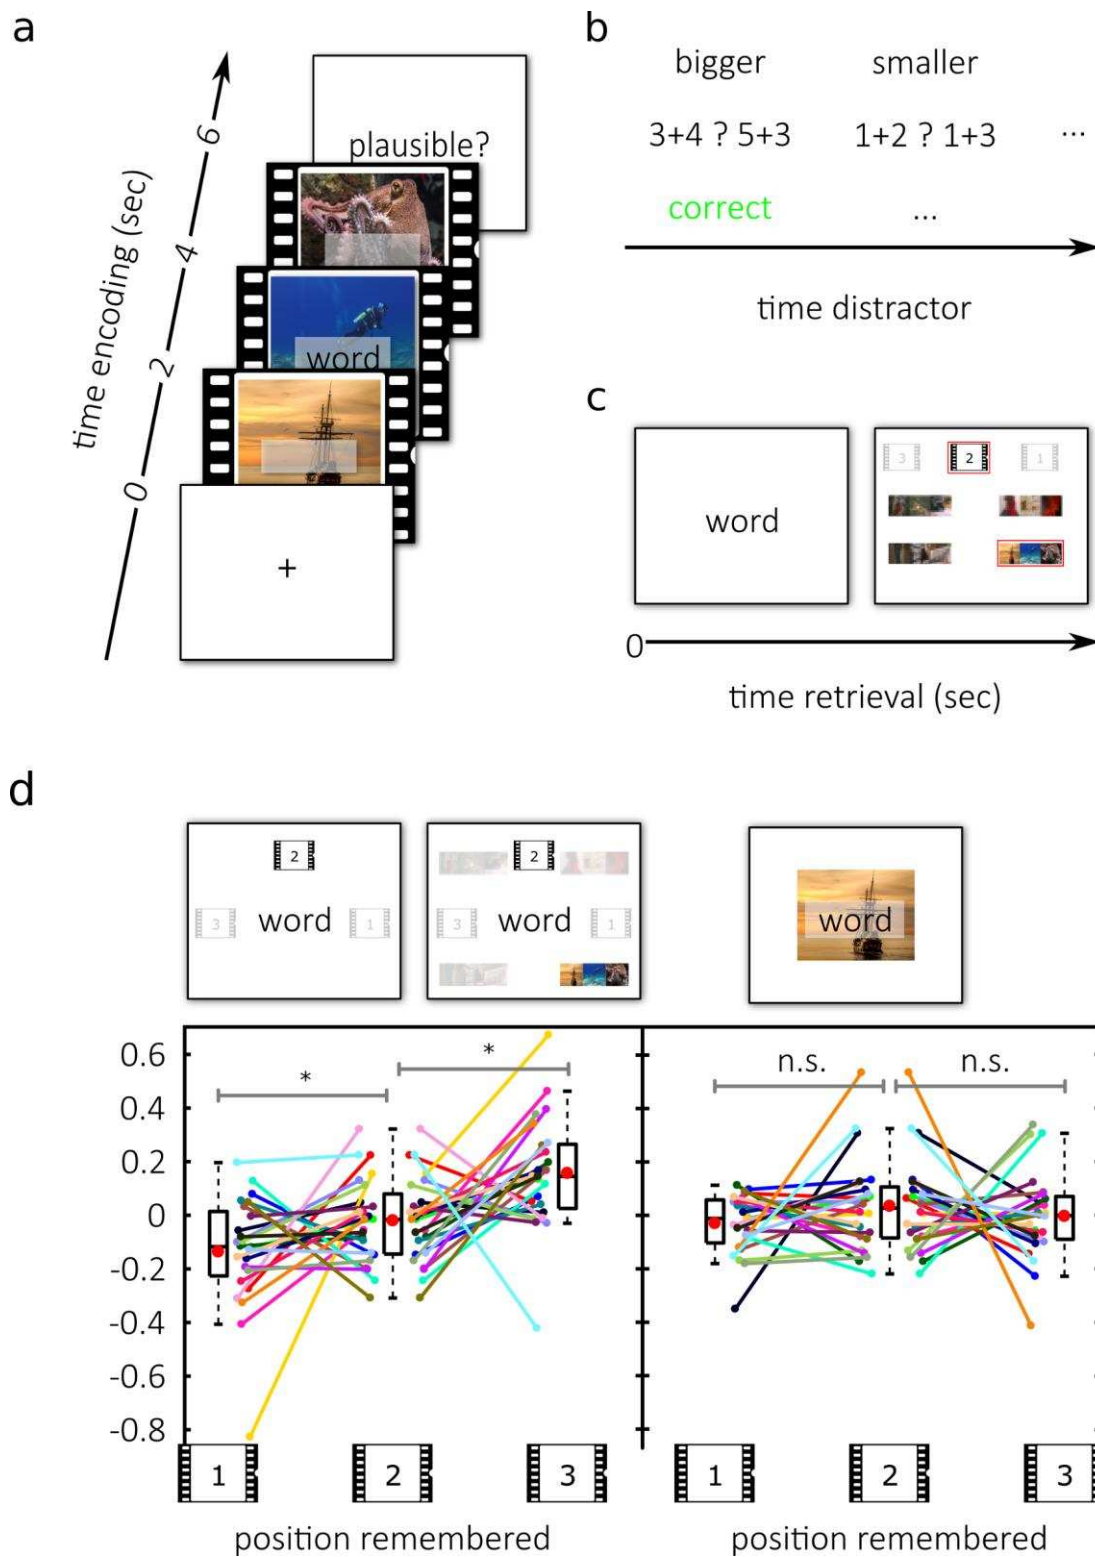 a
time encoding (sec)
0 2 4 6
plausible?
word
+
b
bigger smaller
3+4 ? 5+3 1+2 ? 1+3 ...
correct ...
time distractor
c
word
3 2 1
0
time retrieval (sec)
d
2
3 word 1
2
3 word 1
word
0.6
0.4
0.2
0
-0.2
-0.4
-0.6
-0.8
* *
n.s. n.s.
1 2 3
1 2 3
position remembered
position remembered